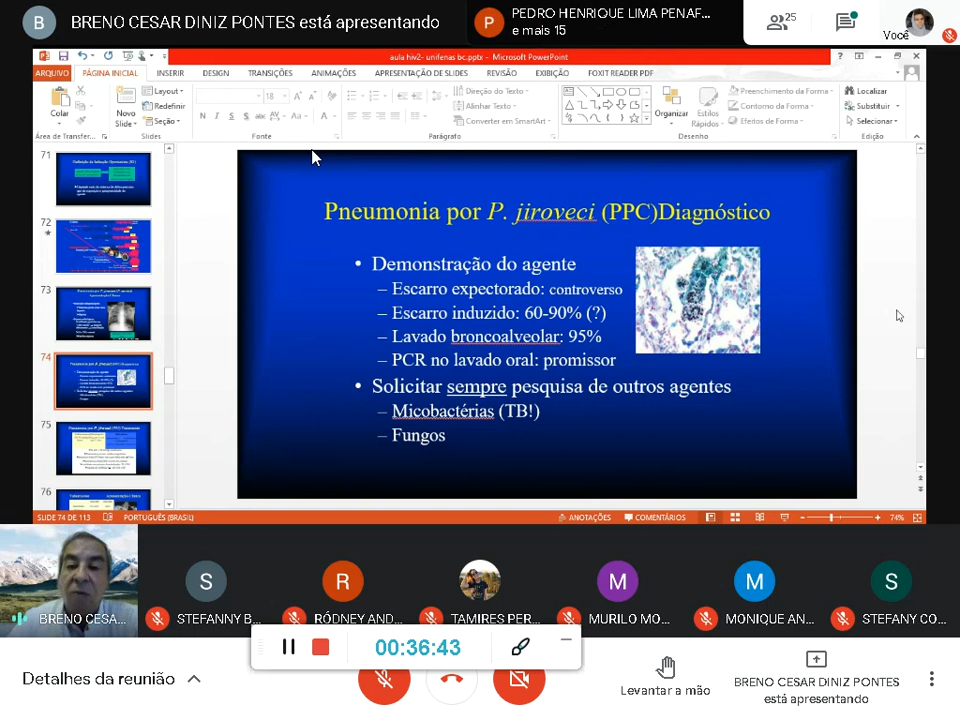 B BRENO CESAR DINIZ PONTES está apresentando
P PEDRO HENRIQUE LIMA PENAF...
e mais 15
25
Você
aula hiv2- unifenas bc.pptx - Microsoft PowerPoint
ARQUIVO PÁGINA INICIAL INSERIR DESIGN TRANSIÇÕES ANIMAÇÕES APRESENTAÇÃO DE SLIDES REVISÃO EXIBIÇÃO FOXIT READER PDF
Colar
Novo
Slide
Layout
Redefinir
Seção
18
N I S
Aa
A
Direção do Texto
Alinhar Texto
Converter em SmartArt
Organizar
Estilos
Rápidos
Preenchimento da Forma
Contorno da Forma
Efeitos de Forma
Localizar
Substituir
Selecionar
Área de Transfer...
Slides
Fonte
Parágrafo
Desenho
Edição
71
72
73
74
75
76
Pneumonia por P. jiroveci (PPC)Diagnóstico
• Demonstração do agente
– Escarro expectorado: controverso
– Escarro induzido: 60-90% (?)
– Lavado broncoalveolar: 95%
– PCR no lavado oral: promissor
• Solicitar sempre pesquisa de outros agentes
– Micobactérias (TB!)
– Fungos
SLIDE 74 DE 113 PORTUGUÊS (BRASIL) ANOTAÇÕES COMENTÁRIOS 74%
S R M M S
BRENO CESA... STEFANNY B... RÓDNEY AND... TAMIRES PER... MURILO MO... MONIQUE AN... STEFANY CO...
00:36:43
Detalhes da reunião
Levantar a mão
BRENO CESAR DINIZ PONTES
está apresentando